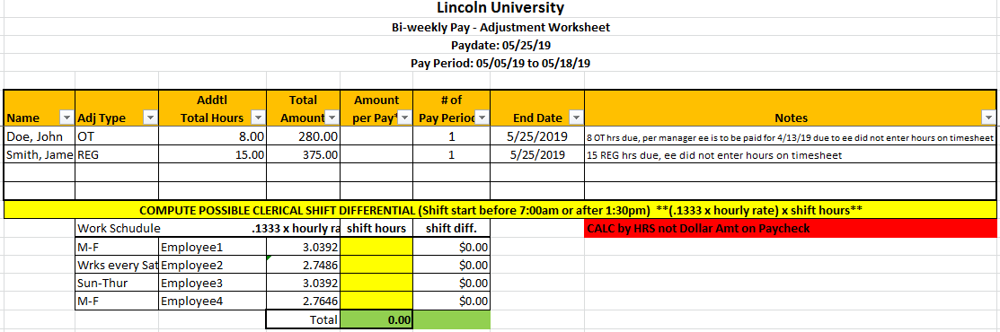 Lincoln University
Bi-weekly Pay - Adjustment Worksheet
Paydate: 05/25/19
Pay Period: 05/05/19 to 05/18/19
Name Adj Type Addtl Total Hours Total Amount Amount per Pay* # of Pay Period End Date Notes
Doe, John OT 8.00 280.00 1 5/25/2019 8 OT hrs due, per manager ee is to be paid for 4/13/19 due to ee did not enter hours on timesheet
Smith, Jame REG 15.00 375.00 1 5/25/2019 15 REG hrs due, ee did not enter hours on timesheet
COMPUTE POSSIBLE CLERICAL SHIFT DIFFERENTIAL (Shift start before 7:00am or after 1:30pm) **(.1333 x hourly rate) x shift hours**
Work Schudule .1333 x hourly ra shift hours shift diff. CALC by HRS not Dollar Amt on Paycheck
M-F Employee1 3.0392 $0.00
Wrks every Sat Employee2 2.7486 $0.00
Sun-Thur Employee3 3.0392 $0.00
M-F Employee4 2.7646 $0.00
Total 0.00